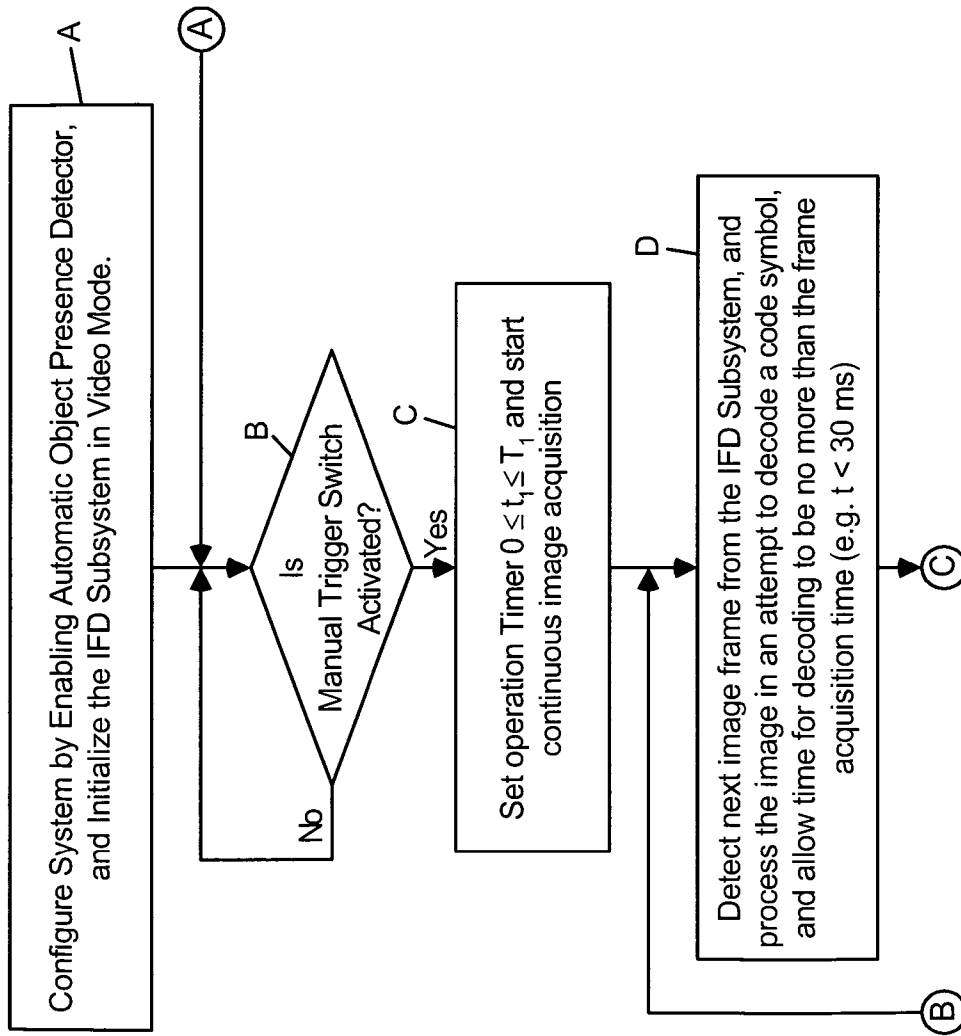 Configure System by Enabling Automatic Object Presence Detector,
and Initialize the IFD Subsystem in Video Mode.
A
A
B
Is
Manual Trigger Switch
Activated?
No
Yes
C
Set operation Timer 0 ≤ t₁ ≤ T₁ and start
continuous image acquisition
D
Detect next image frame from the IFD Subsystem, and
process the image in an attempt to decode a code symbol,
and allow time for decoding to be no more than the frame
acquisition time (e.g. t < 30 ms)
B
C